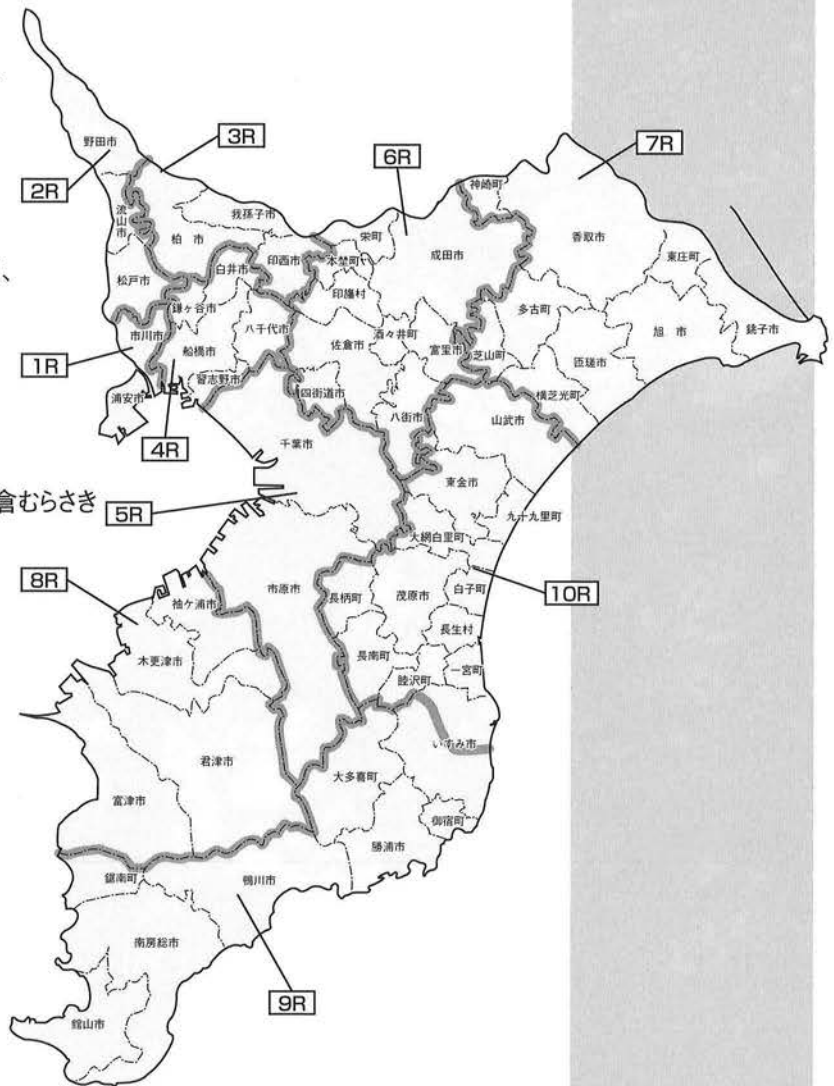 野田市
3R
6R
7R
2R
流山市
我孫子市
柏市
神崎町
香取市
栄町
成田市
東庄町
印西市
本埜村
白井市
印旛村
松戸市
鎌ヶ谷市
八千代市
多古町
旭市
銚子市
、
市川市
船橋市
佐倉市
酒々井町
富里市
芝山町
匝瑳市
1R
習志野市
四街道市
横芝光町
浦安市
八街市
山武市
4R
千葉市
東金市
倉むらさき
5R
九十九里町
大網白里町
8R
市原市
袖ケ浦市
長柄町
茂原市
白子町
10R
木更津市
長生村
長南町
一宮町
睦沢町
いすみ市
君津市
大多喜町
富津市
御宿町
勝浦市
鋸南町
鴨川市
南房総市
9R
館山市